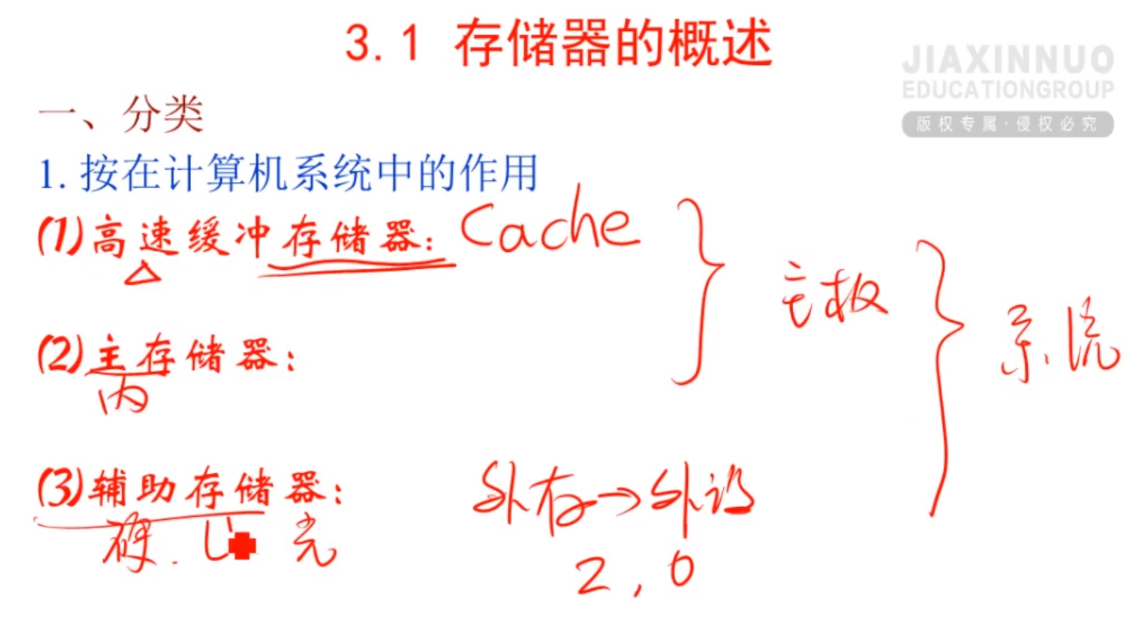 3.1 存储器的概述
JIAXINNUO
EDUCATIONGROUP
版权专属·侵权必究
一、分类
1. 按在计算机系统中的作用
(1)高速缓冲存储器: Cache
主板
系统
(2)主存储器:
内
(3)辅助存储器:
外存→外设
硬. U 光
2, 0